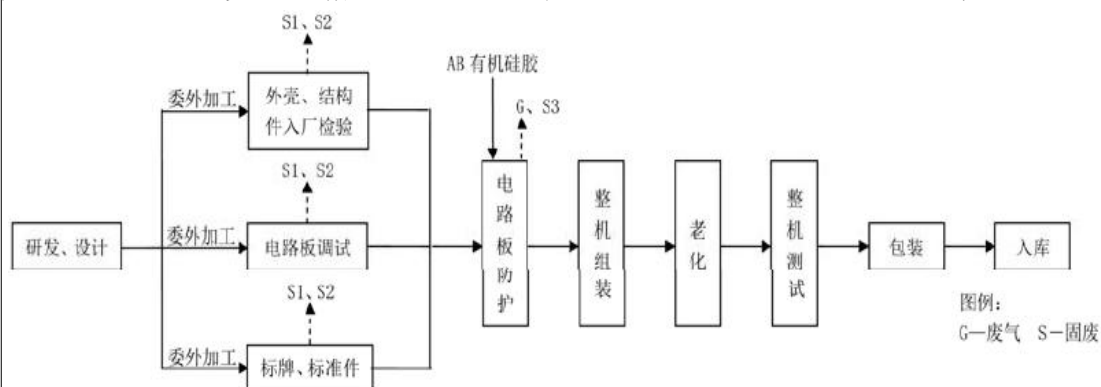 S1、S2
AB 有机硅胶
委外加工
外壳、结构
件入厂检验
G、S3
S1、S2
研发、设计
委外加工
电路板调试
电路板防护
整机组装
老化
整机测试
包装
入库
S1、S2
图例:
G—废气 S—固废
委外加工
标牌、标准件